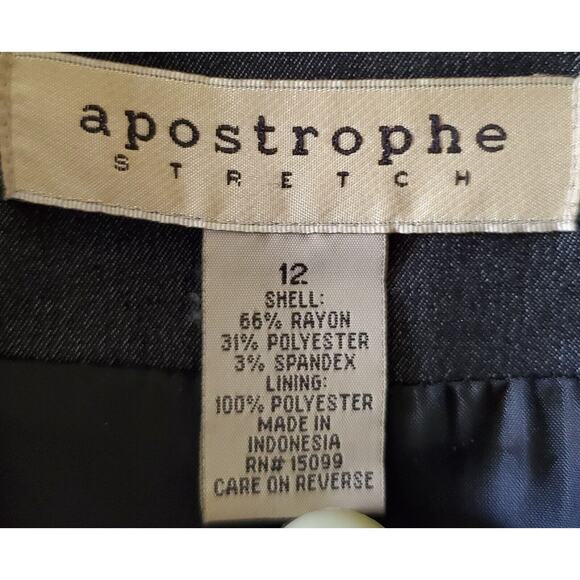 apostrophe
STRETCH
12
SHELL:
66% RAYON
31% POLYESTER
3% SPANDEX
LINING:
100% POLYESTER
MADE IN
INDONESIA
RN# 15099
CARE ON REVERSE